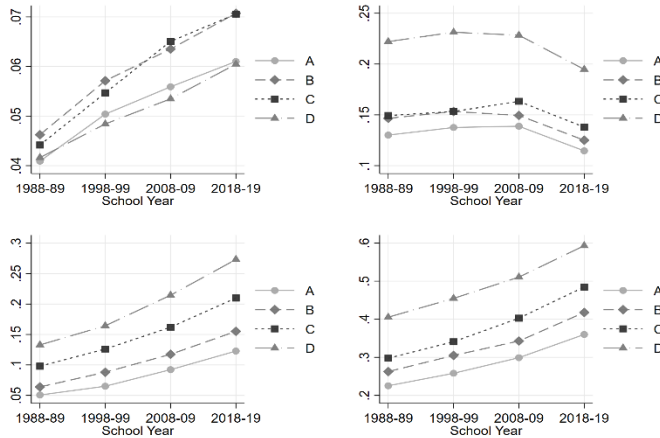 .07
.06
.05
.04
1988-89 1998-99 2008-09 2018-19
School Year
A
B
C
D
.25
.2
.15
.1
1988-89 1998-99 2008-09 2018-19
School Year
A
B
C
D
.3
.25
.2
.15
.1
.05
1988-89 1998-99 2008-09 2018-19
School Year
A
B
C
D
.6
.5
.4
.3
.2
1988-89 1998-99 2008-09 2018-19
School Year
A
B
C
D